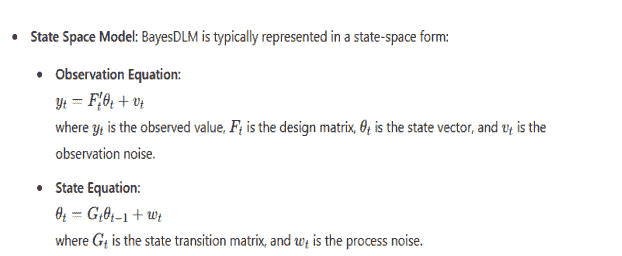 • State Space Model: BayesDLM is typically represented in a state-space form:
• Observation Equation:
yₜ = Fₜ′θₜ + vₜ
where yₜ is the observed value, Fₜ is the design matrix, θₜ is the state vector, and vₜ is the
observation noise.
• State Equation:
θₜ = Gₜθₜ₋₁ + wₜ
where Gₜ is the state transition matrix, and wₜ is the process noise.